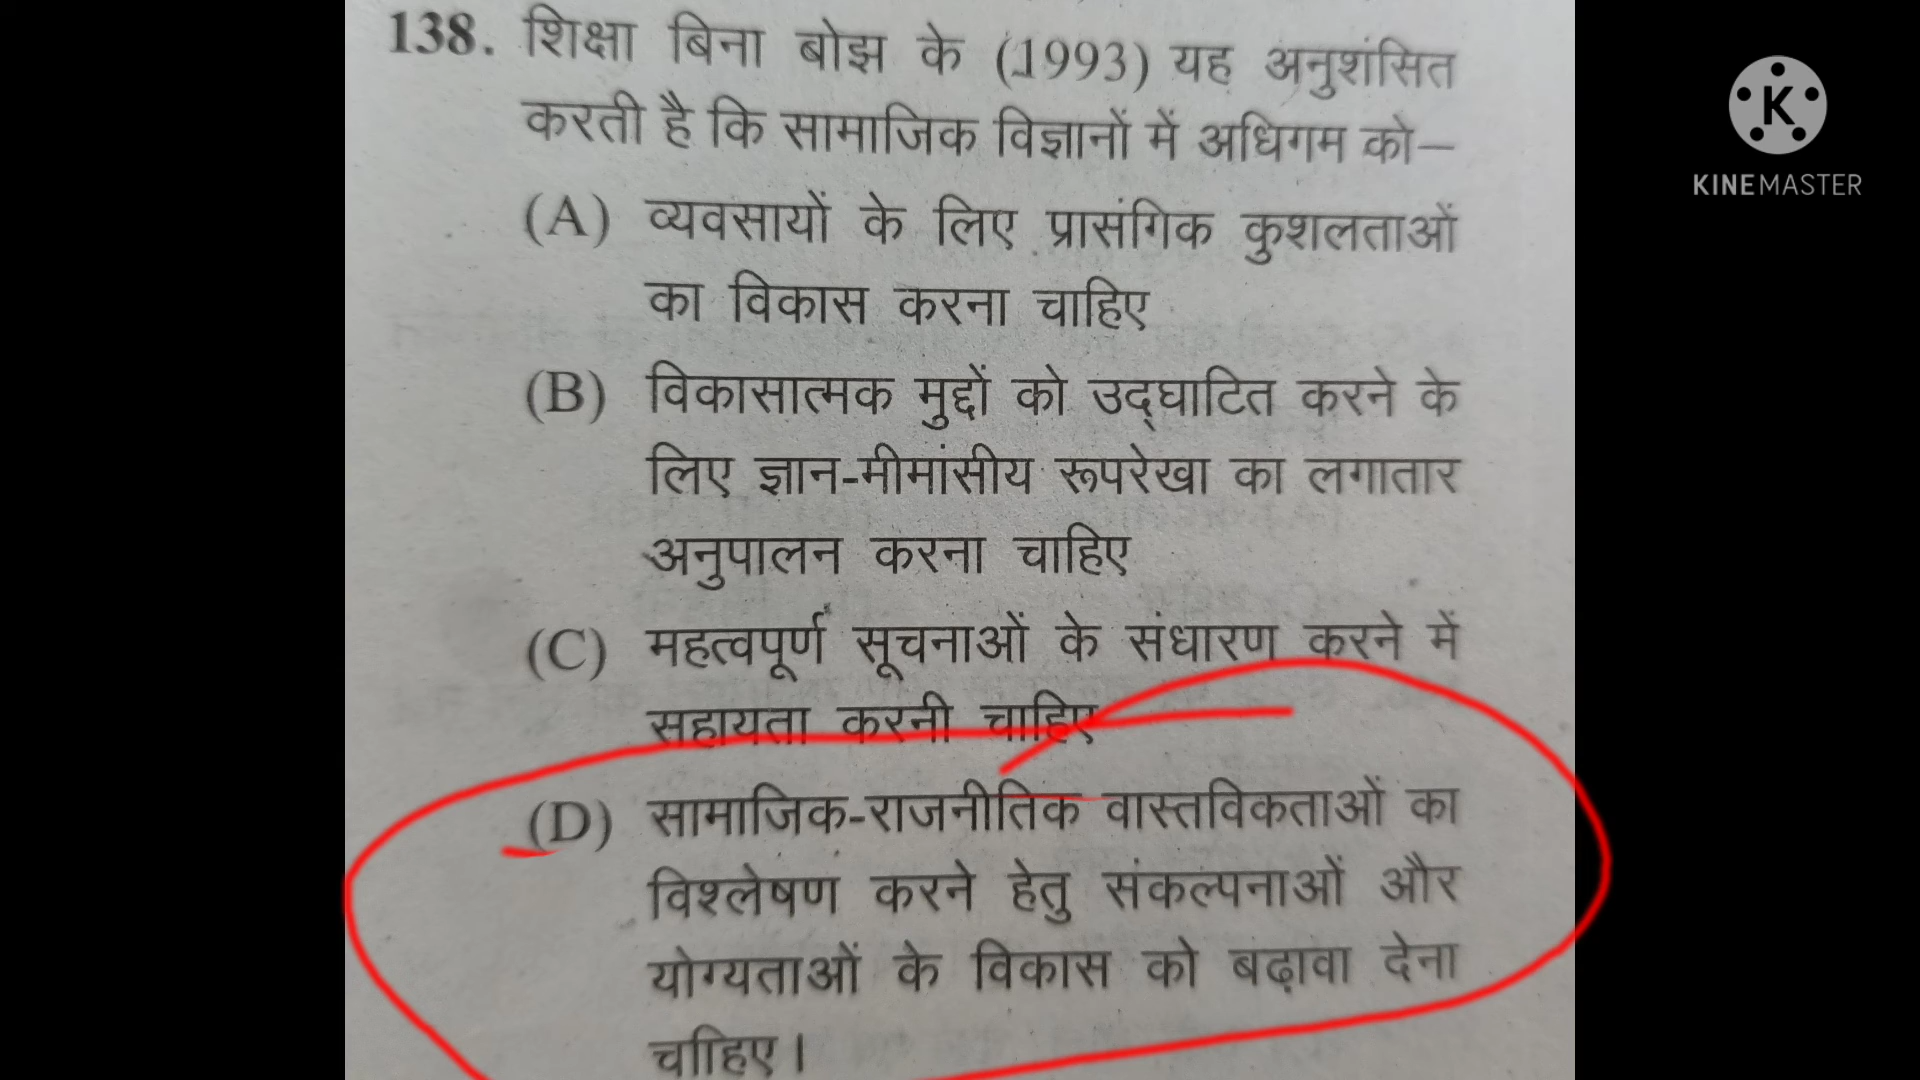 138. शिक्षा बिना बोझ के (1993) यह अनुशंसित
करती है कि सामाजिक विज्ञानों में अधिगम को–
(A) व्यवसायों के लिए प्रासंगिक कुशलताओं
का विकास करना चाहिए
(B) विकासात्मक मुद्दों को उद्घाटित करने के
लिए ज्ञान-मीमांसीय रूपरेखा का लगातार
अनुपालन करना चाहिए
(C) महत्वपूर्ण सूचनाओं के संधारण करने में
सहायता करनी चाहिए
(D) सामाजिक-राजनीतिक वास्तविकताओं का
विश्लेषण करने हेतु संकल्पनाओं और
योग्यताओं के विकास को बढ़ावा देना
चाहिए।
K
KINEMASTER